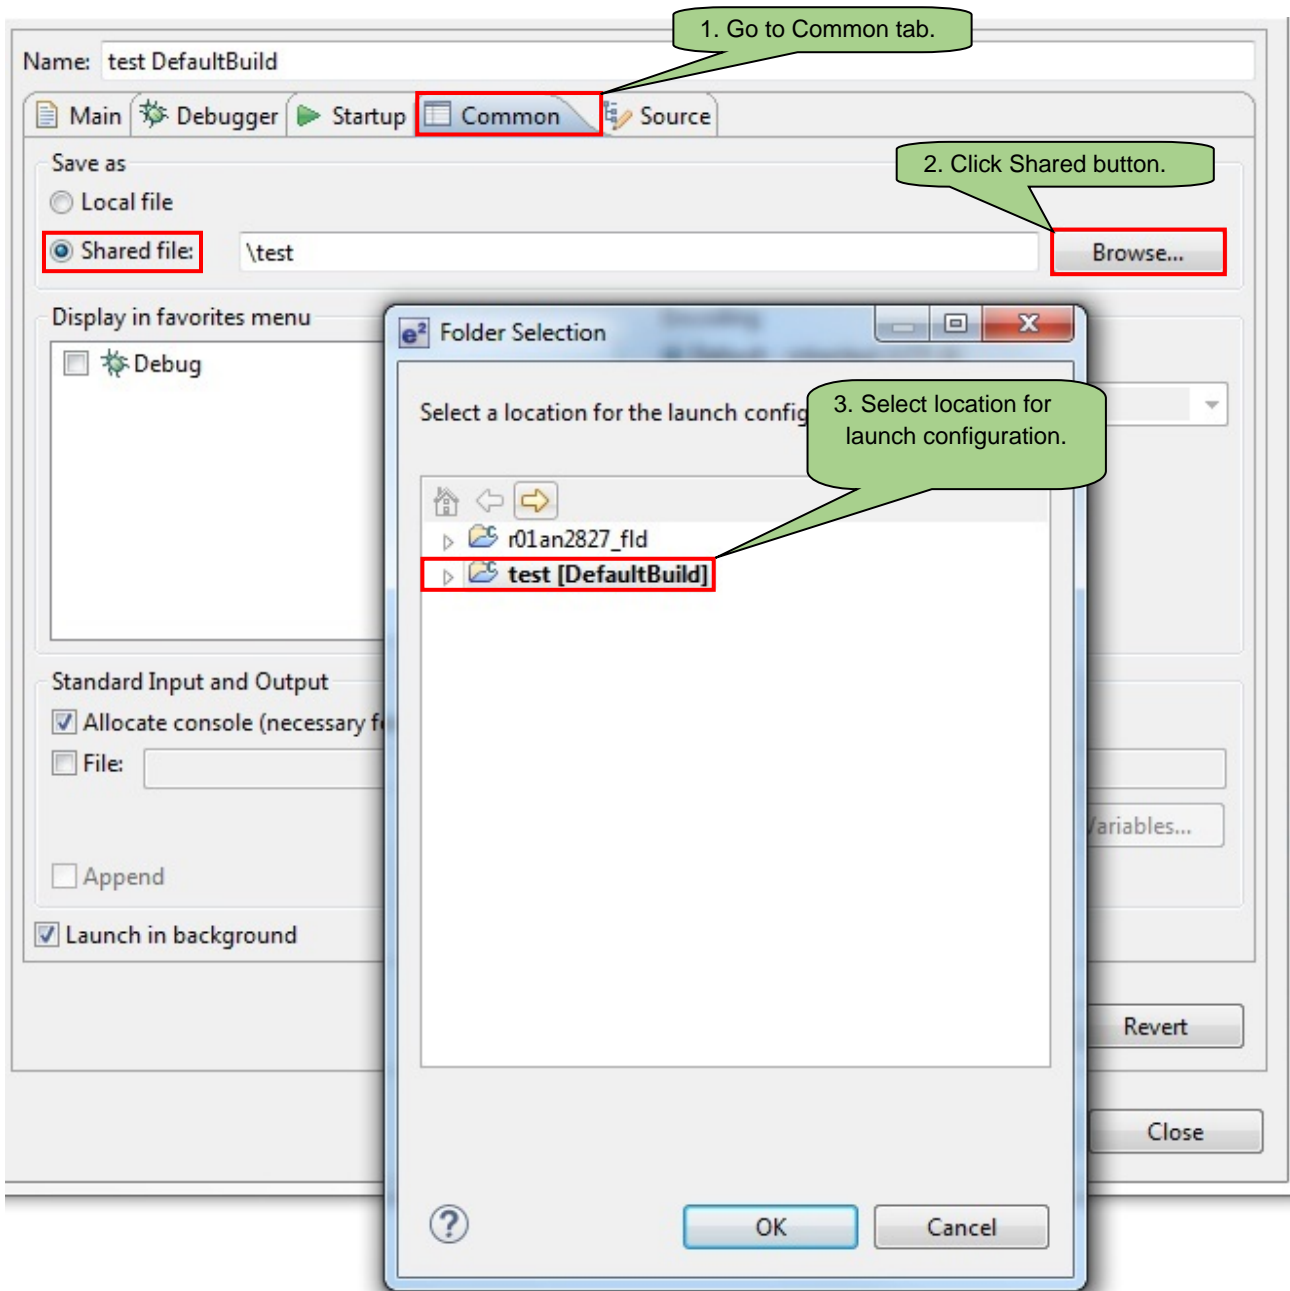 1. Go to Common tab.
Name: test DefaultBuild
Main Debugger Startup Common Source
Save as
2. Click Shared button.
Local file
Shared file: \test Browse...
Display in favorites menu
e² Folder Selection
Debug
Select a location for the launch config
3. Select location for
launch configuration.
r01an2827_fld
test [DefaultBuild]
Standard Input and Output
Allocate console (necessary f
File:
Variables...
Append
Launch in background
Revert
Close
OK Cancel